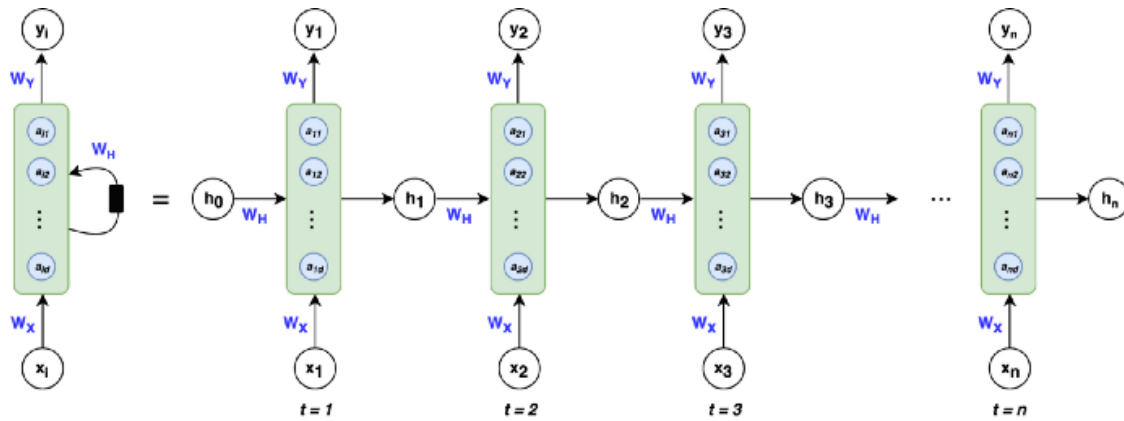 yi y1 y2 y3 yn
WY WY WY WY WY
ai1 a11 a21 a31 an1
WH
ai2 a12 a22 a32 an2
= h0 h1 h2 h3 ... hn
WH WH WH WH
⋮ ⋮ ⋮ ⋮ ⋮
aid a1d a2d a3d and
WX WX WX WX WX
xi x1 x2 x3 xn
t = 1 t = 2 t = 3 t = n